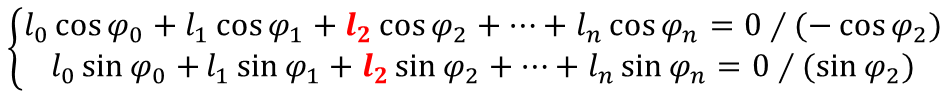 l₀ cos φ₀ + l₁ cos φ₁ + l₂ cos φ₂ + ⋯ + lₙ cos φₙ = 0 / (− cos φ₂)
l₀ sin φ₀ + l₁ sin φ₁ + l₂ sin φ₂ + ⋯ + lₙ sin φₙ = 0 / (sin φ₂)